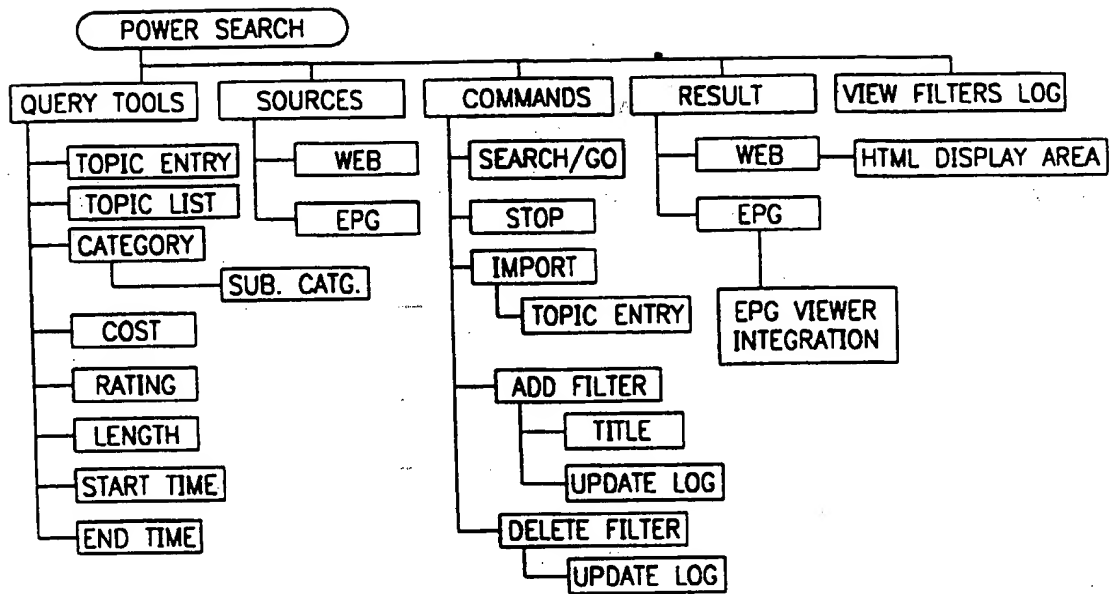 POWER SEARCH
QUERY TOOLS
TOPIC ENTRY
TOPIC LIST
CATEGORY
SUB. CATG.
COST
RATING
LENGTH
START TIME
END TIME
SOURCES
WEB
EPG
COMMANDS
SEARCH/GO
STOP
IMPORT
TOPIC ENTRY
ADD FILTER
TITLE
UPDATE LOG
DELETE FILTER
UPDATE LOG
RESULT
WEB
HTML DISPLAY AREA
EPG
EPG VIEWER
INTEGRATION
VIEW FILTERS LOG